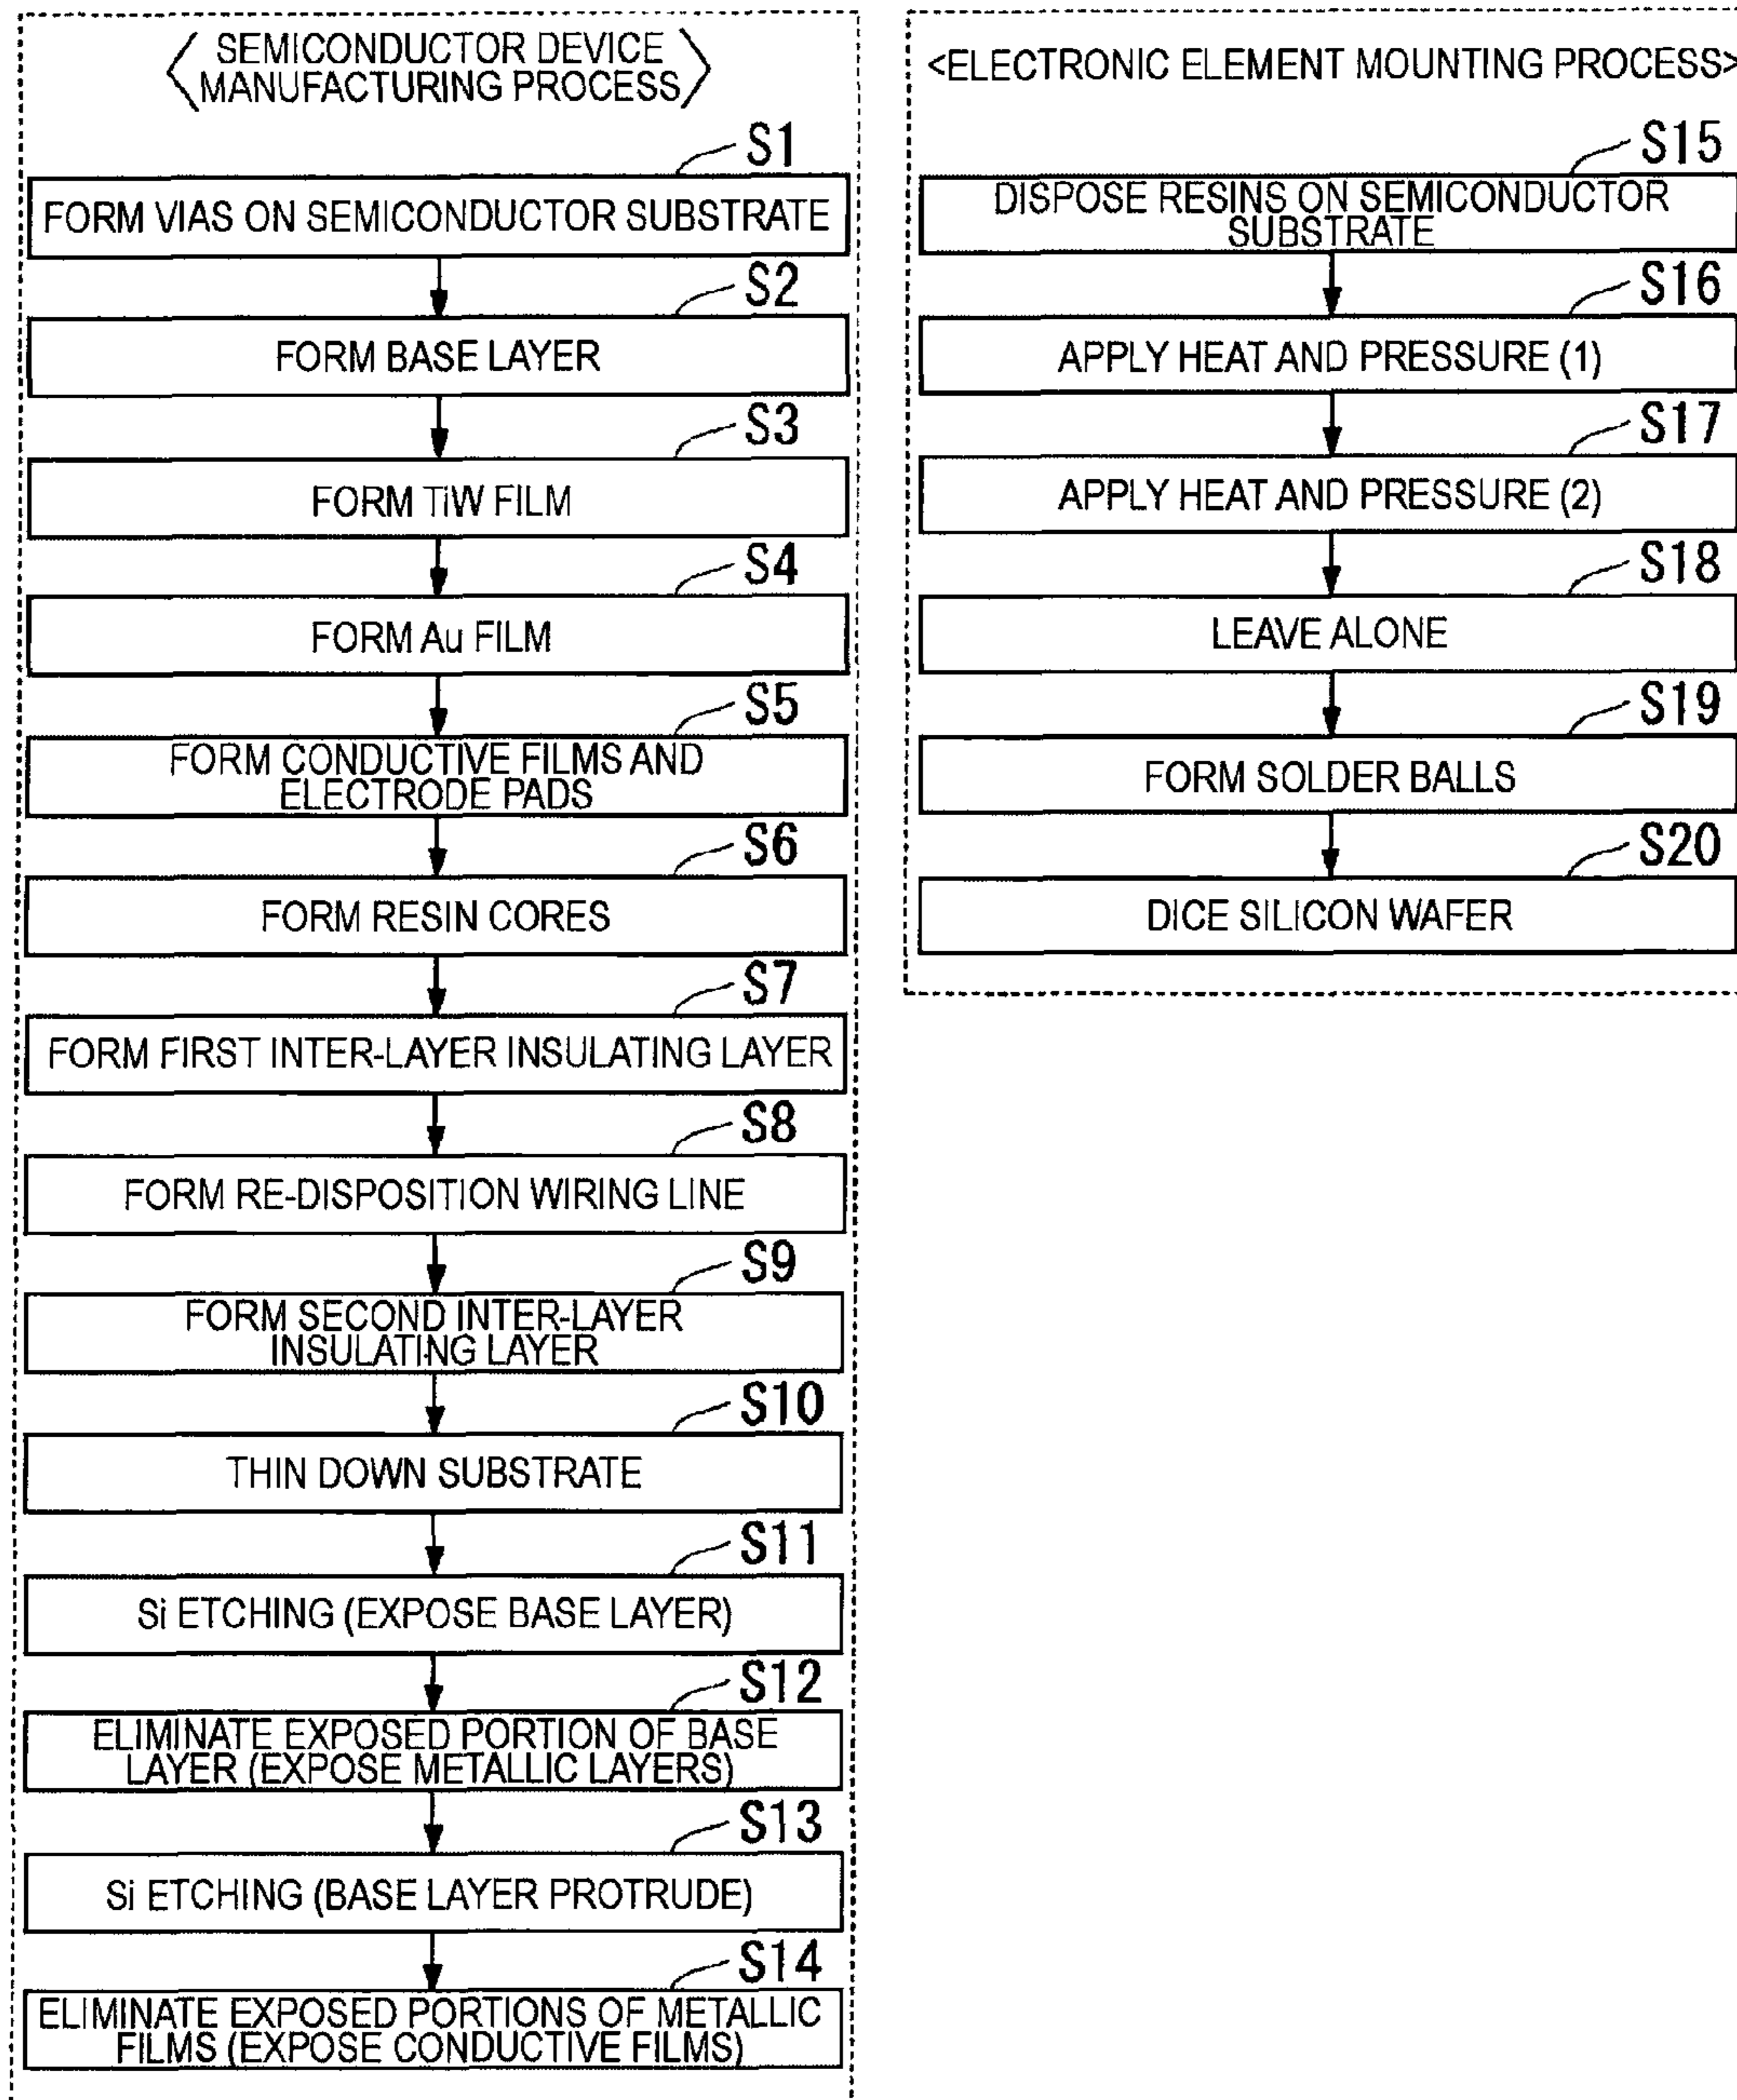 < SEMICONDUCTOR DEVICE
MANUFACTURING PROCESS >
S1
FORM VIAS ON SEMICONDUCTOR SUBSTRATE
S2
FORM BASE LAYER
S3
FORM TiW FILM
S4
FORM Au FILM
S5
FORM CONDUCTIVE FILMS AND
ELECTRODE PADS
S6
FORM RESIN CORES
S7
FORM FIRST INTER-LAYER INSULATING LAYER
S8
FORM RE-DISPOSITION WIRING LINE
S9
FORM SECOND INTER-LAYER
INSULATING LAYER
S10
THIN DOWN SUBSTRATE
S11
Si ETCHING (EXPOSE BASE LAYER)
S12
ELIMINATE EXPOSED PORTION OF BASE
LAYER (EXPOSE METALLIC LAYERS)
S13
Si ETCHING (BASE LAYER PROTRUDE)
S14
ELIMINATE EXPOSED PORTIONS OF METALLIC
FILMS (EXPOSE CONDUCTIVE FILMS)
<ELECTRONIC ELEMENT MOUNTING PROCESS>
S15
DISPOSE RESINS ON SEMICONDUCTOR
SUBSTRATE
S16
APPLY HEAT AND PRESSURE (1)
S17
APPLY HEAT AND PRESSURE (2)
S18
LEAVE ALONE
S19
FORM SOLDER BALLS
S20
DICE SILICON WAFER